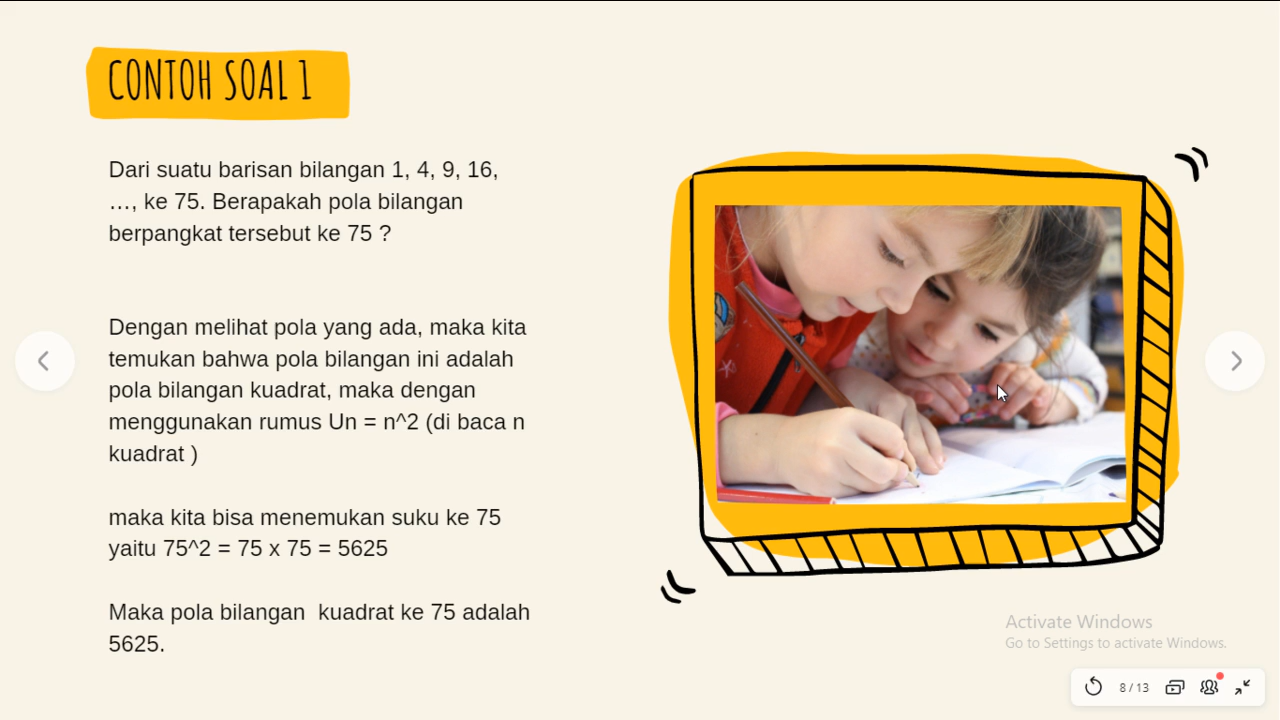 CONTOH SOAL 1
Dari suatu barisan bilangan 1, 4, 9, 16,
…, ke 75. Berapakah pola bilangan
berpangkat tersebut ke 75 ?
Dengan melihat pola yang ada, maka kita
temukan bahwa pola bilangan ini adalah
pola bilangan kuadrat, maka dengan
menggunakan rumus Un = n^2 (di baca n
kuadrat )
maka kita bisa menemukan suku ke 75
yaitu 75^2 = 75 x 75 = 5625
Maka pola bilangan  kuadrat ke 75 adalah
5625.
Activate Windows
Go to Settings to activate Windows.
8 / 13